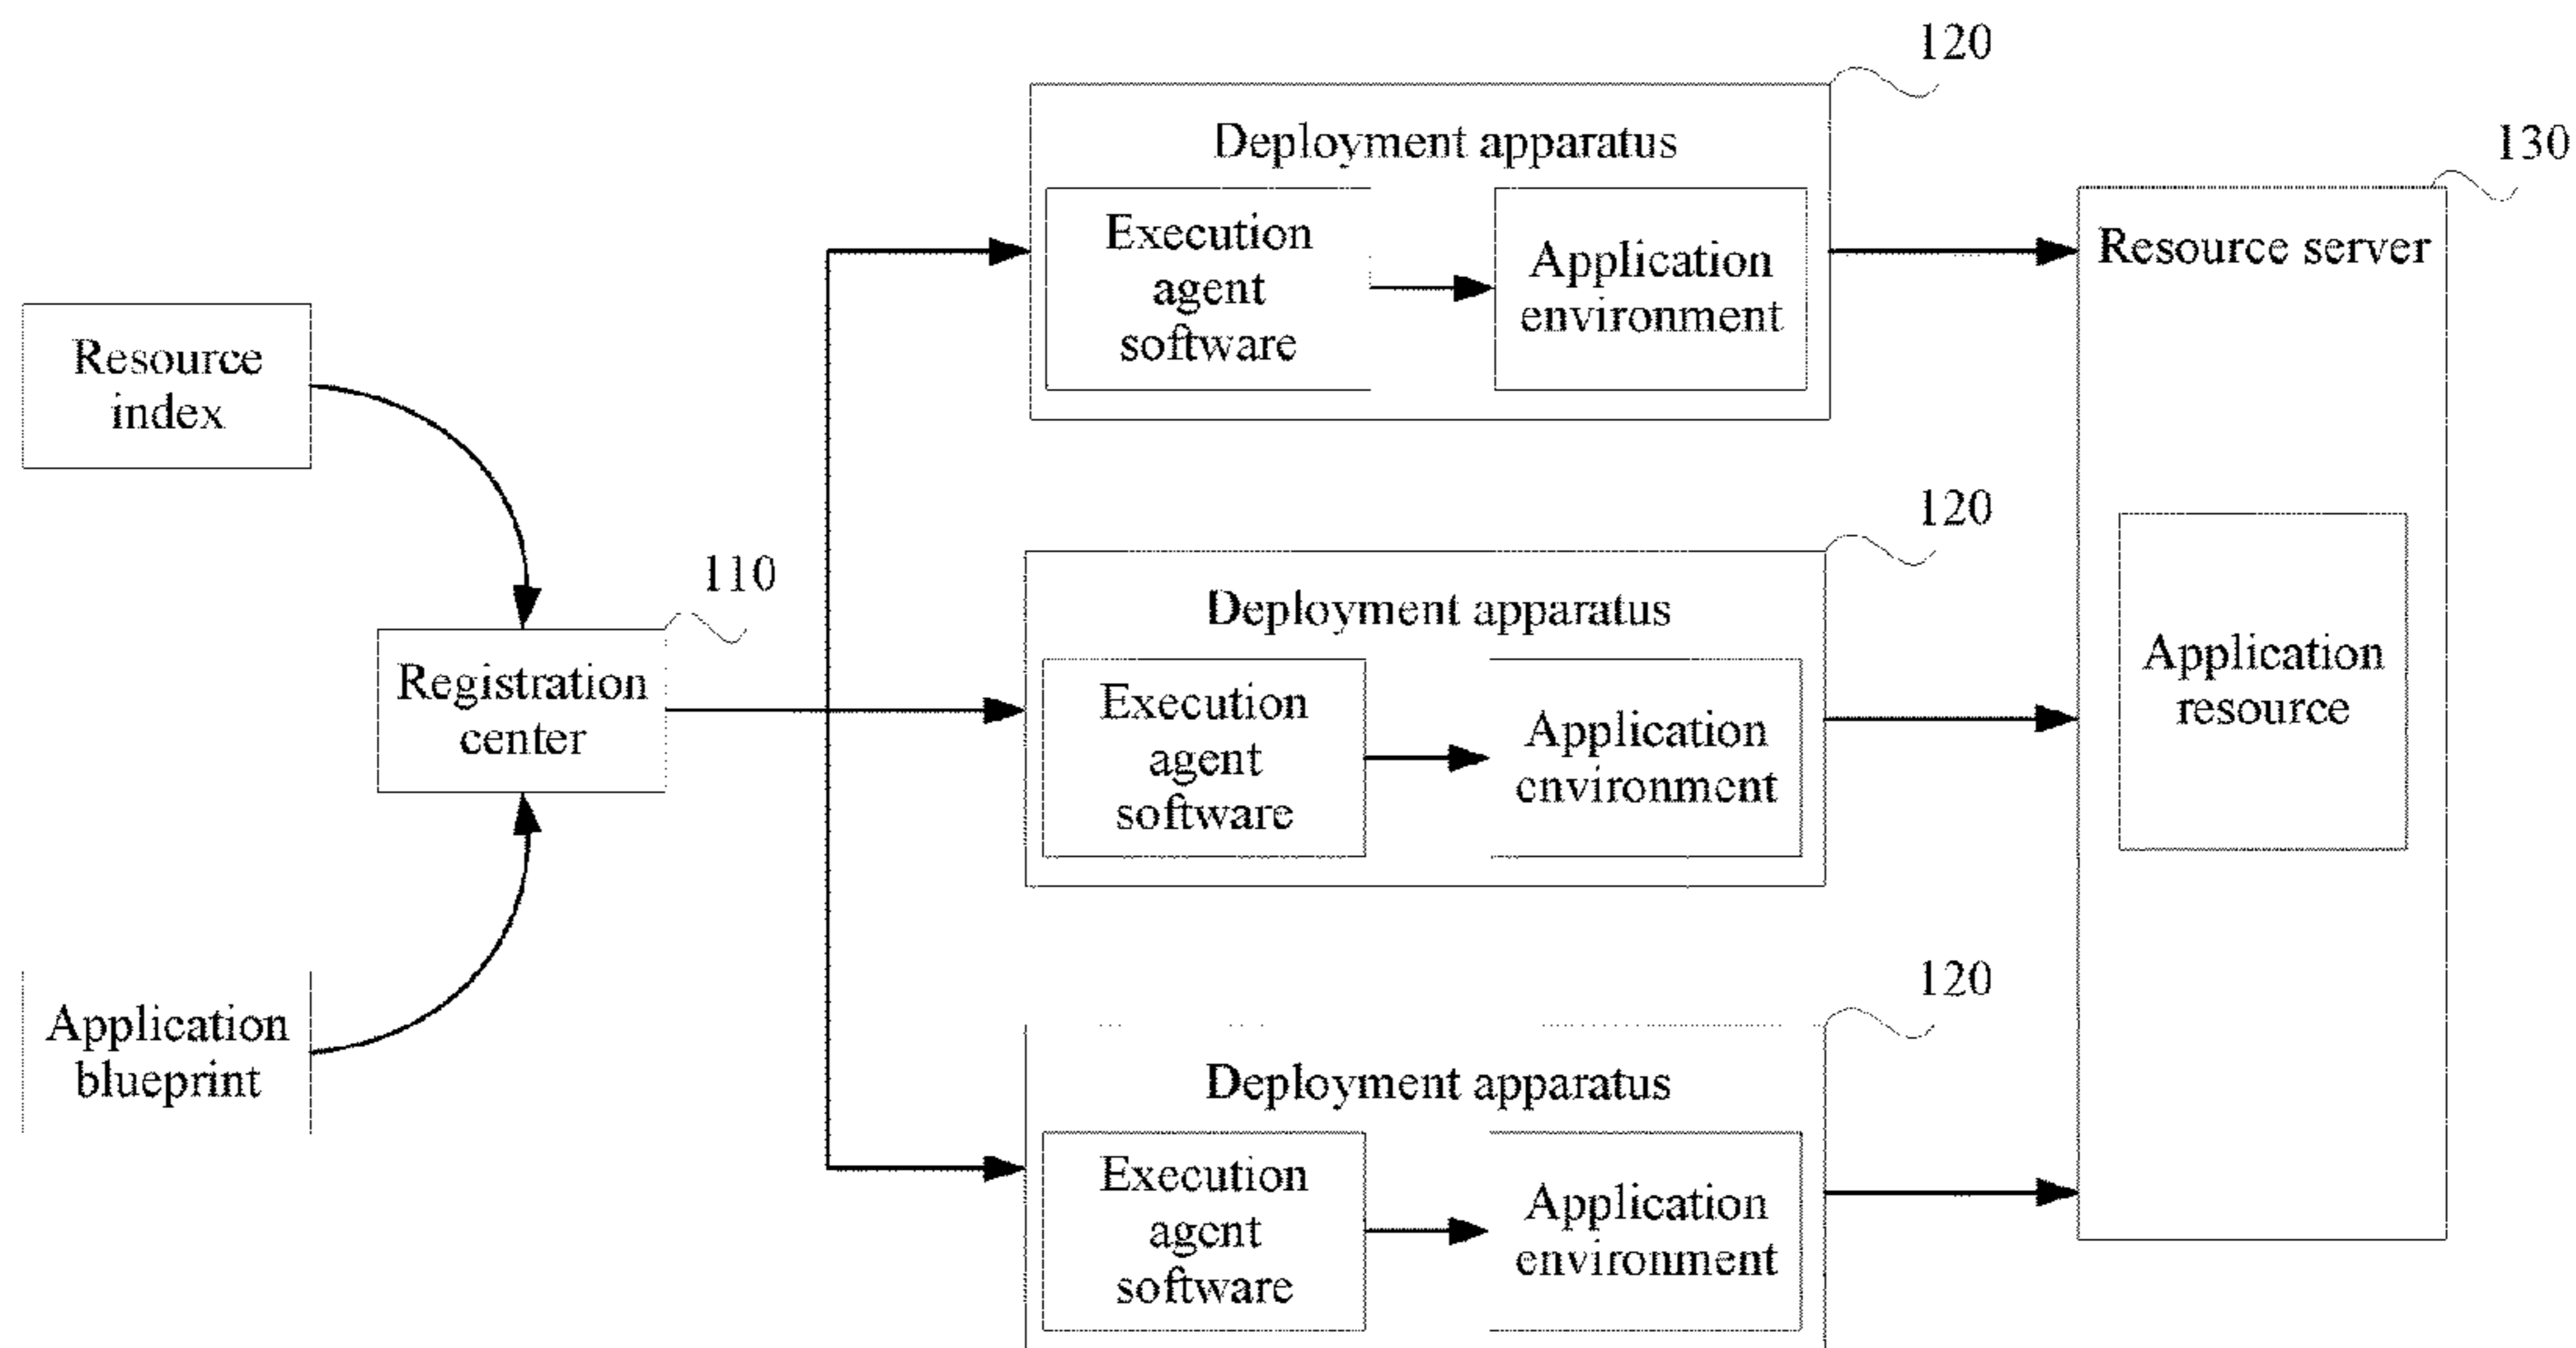 120
130
Deployment apparatus
Execution
agent
software
Application
environment
Resource server
Resource
index
120
110
Deployment apparatus
Registration
center
Execution
agent
software
Application
environment
Application
resource
120
Application
blueprint
Deployment apparatus
Execution
agent
software
Application
environment